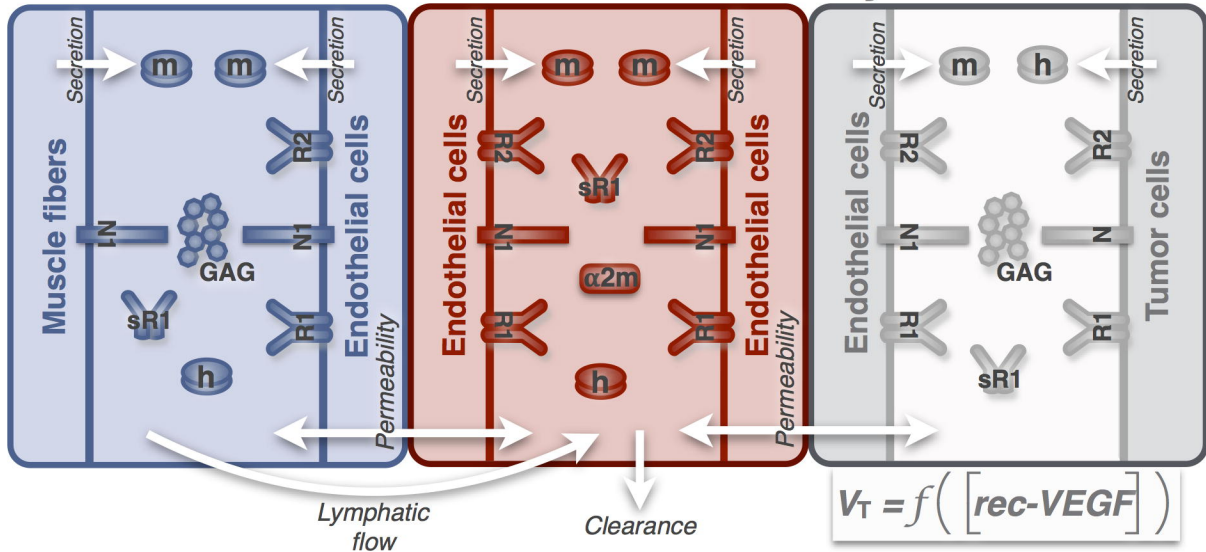 Secretion
m
m
Secretion
Muscle fibers
Endothelial cells
R2
N1
GAG
N1
sR1
R1
h
Permeability
Secretion
m
m
Secretion
Endothelial cells
Endothelial cells
R2
R2
sR1
N1
N1
α2m
R1
R1
h
Permeability
Secretion
m
h
Secretion
Endothelial cells
Tumor cells
R2
R2
N1
GAG
N
R1
R1
sR1
Lymphatic
flow
Clearance
VT = f([rec-VEGF])